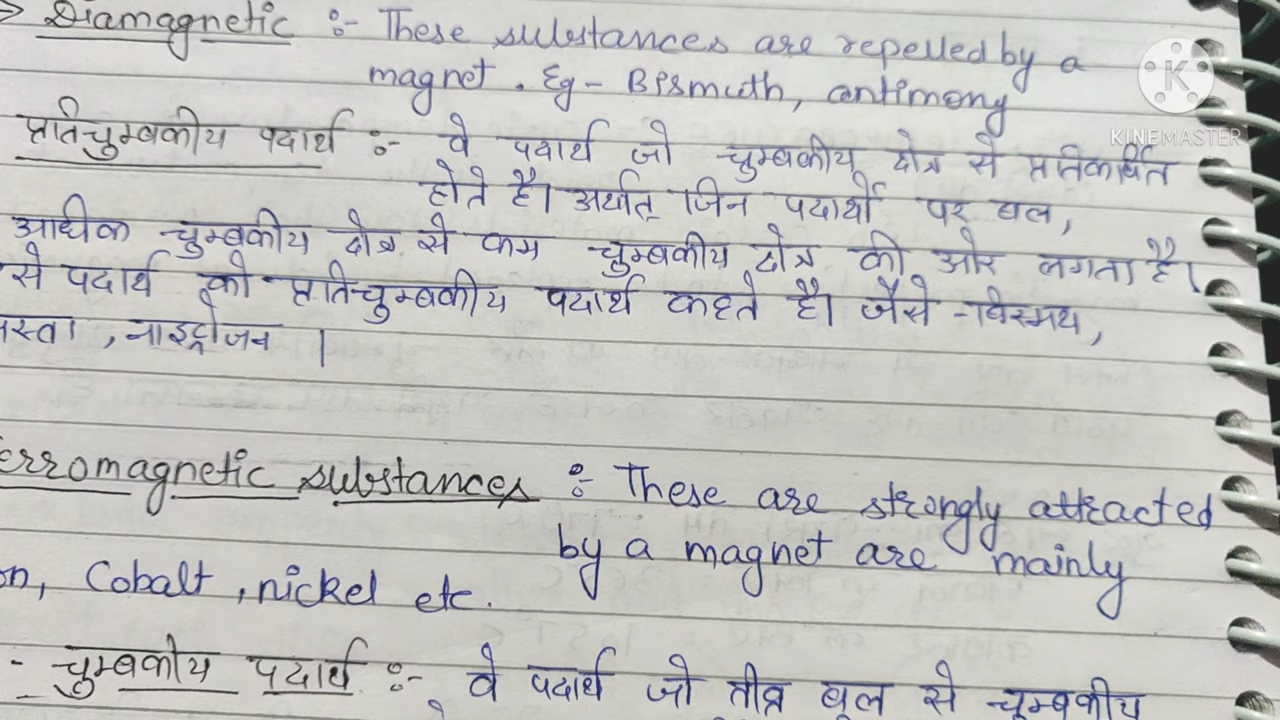 → Diamagnetic :- These substances are repelled by a
magnet. Eg - Bismuth, antimony
प्रतिचुम्बकीय पदार्थ :- वे पदार्थ जो चुम्बकीय क्षेत्र से प्रतिकर्षित
होते है। अर्थात् जिन पदार्थो पर बल,
अधीक चुम्बकीय क्षेत्र से कम चुम्बकीय क्षेत्र की ओर लगता है।
से पदार्थ को प्रतिचुम्बकीय पदार्थ कहते है। जैसे - विस्मथ,
स्ता, नाइट्रोजन ।
erromagnetic substances :- These are strongly attracted
by a magnet are mainly
on, Cobalt, nickel etc.
- चुम्बकीय पदार्थ :- वे पदार्थ जो तीव्र बल से चुम्बकीय
K
KINEMASTER